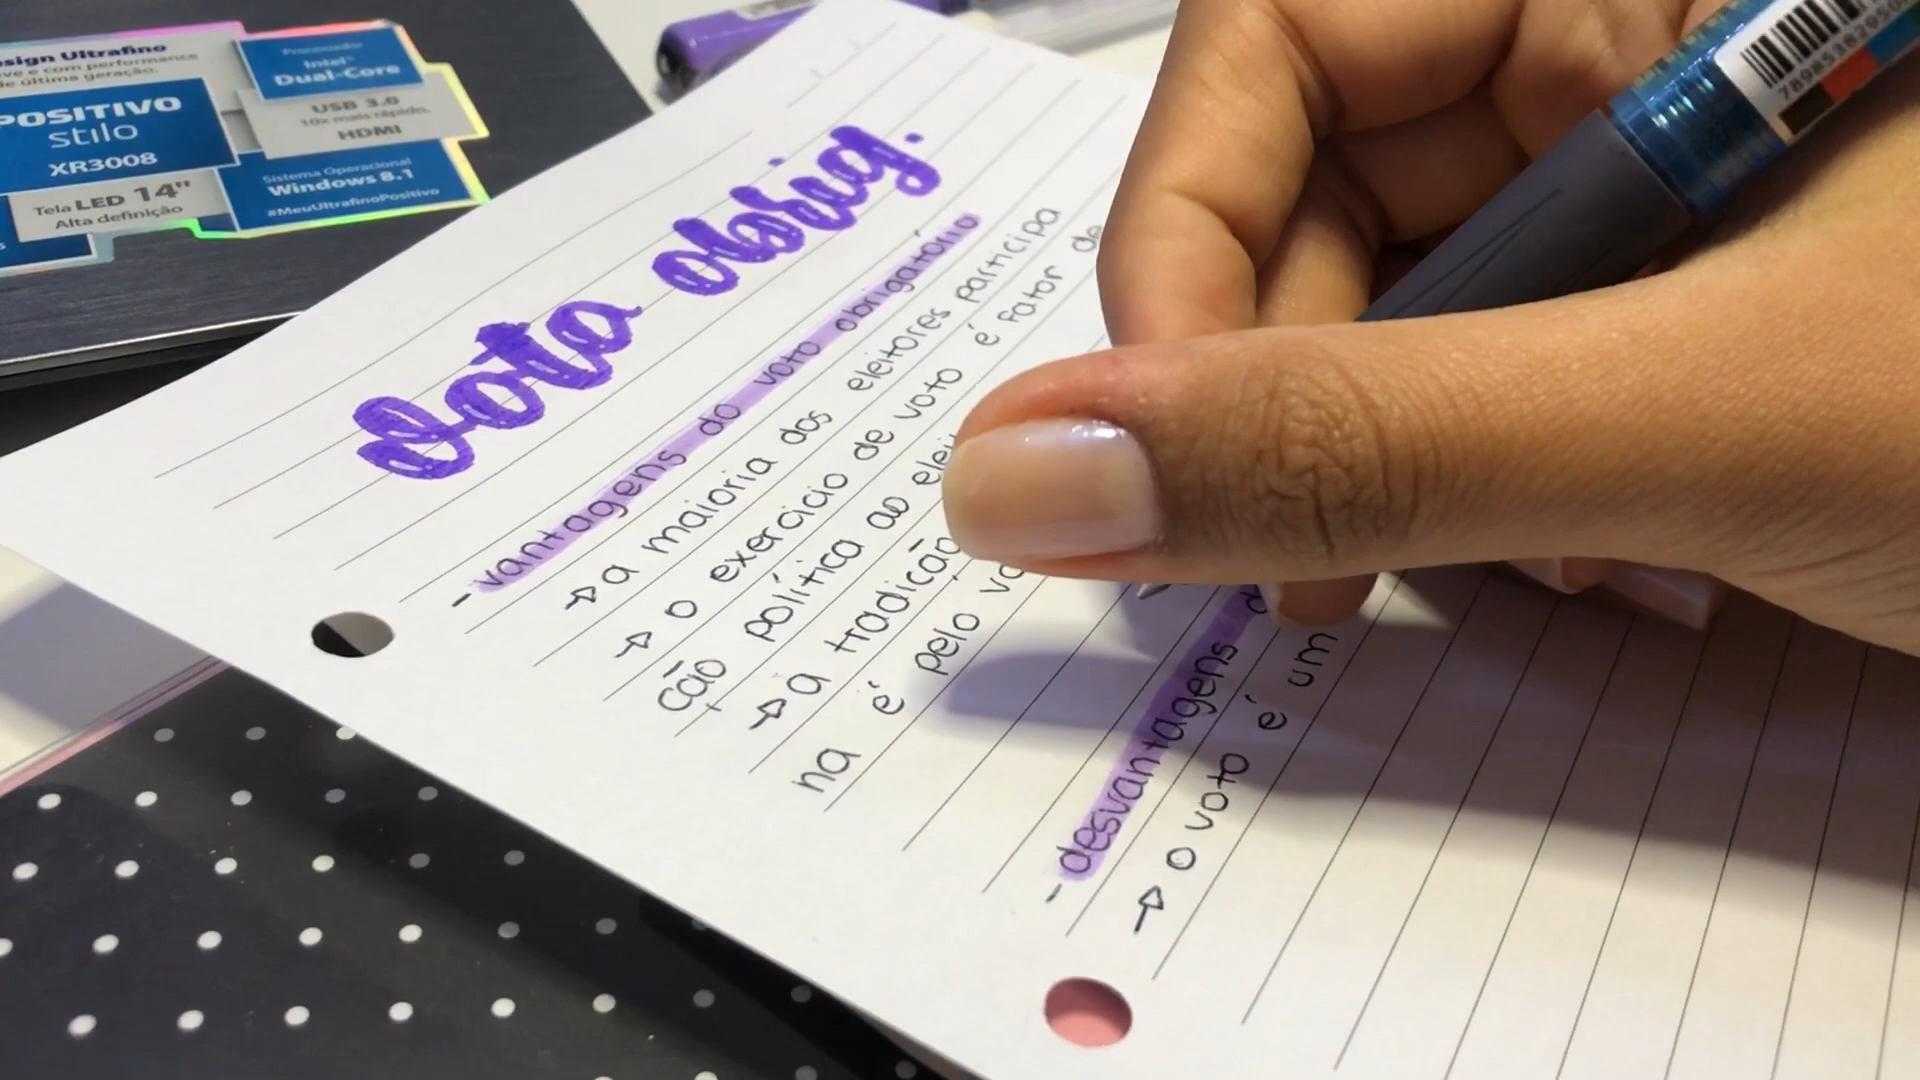 sign Ultrafino
ve e com performance
de última geração.
Processador
Intel
Dual-Core
POSITIVO
stilo
XR3008
USB 3.0
10x mais rápido.
HDMI
Tela LED 14"
Alta definição
Sistema Operacional
Windows 8.1
#MeuUltrafinoPositivo
vota obrig.
- vantagens do voto obrigatório
→ a maioria dos eleitores participa
→ o exercício de voto é fator de
ção política ao elei
→ a tradição
na é pelo vo
- desvantagens d
→ o voto é um